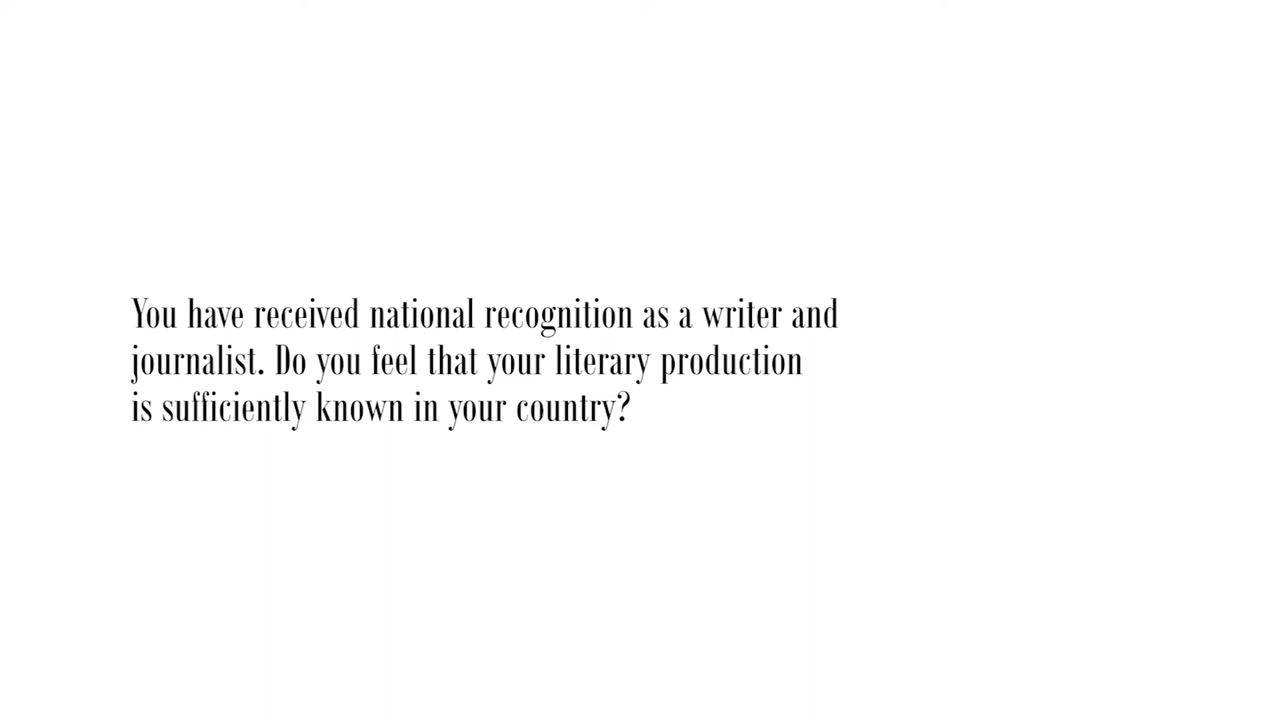 You have received national recognition as a writer and
journalist. Do you feel that your literary production
is sufficiently known in your country?